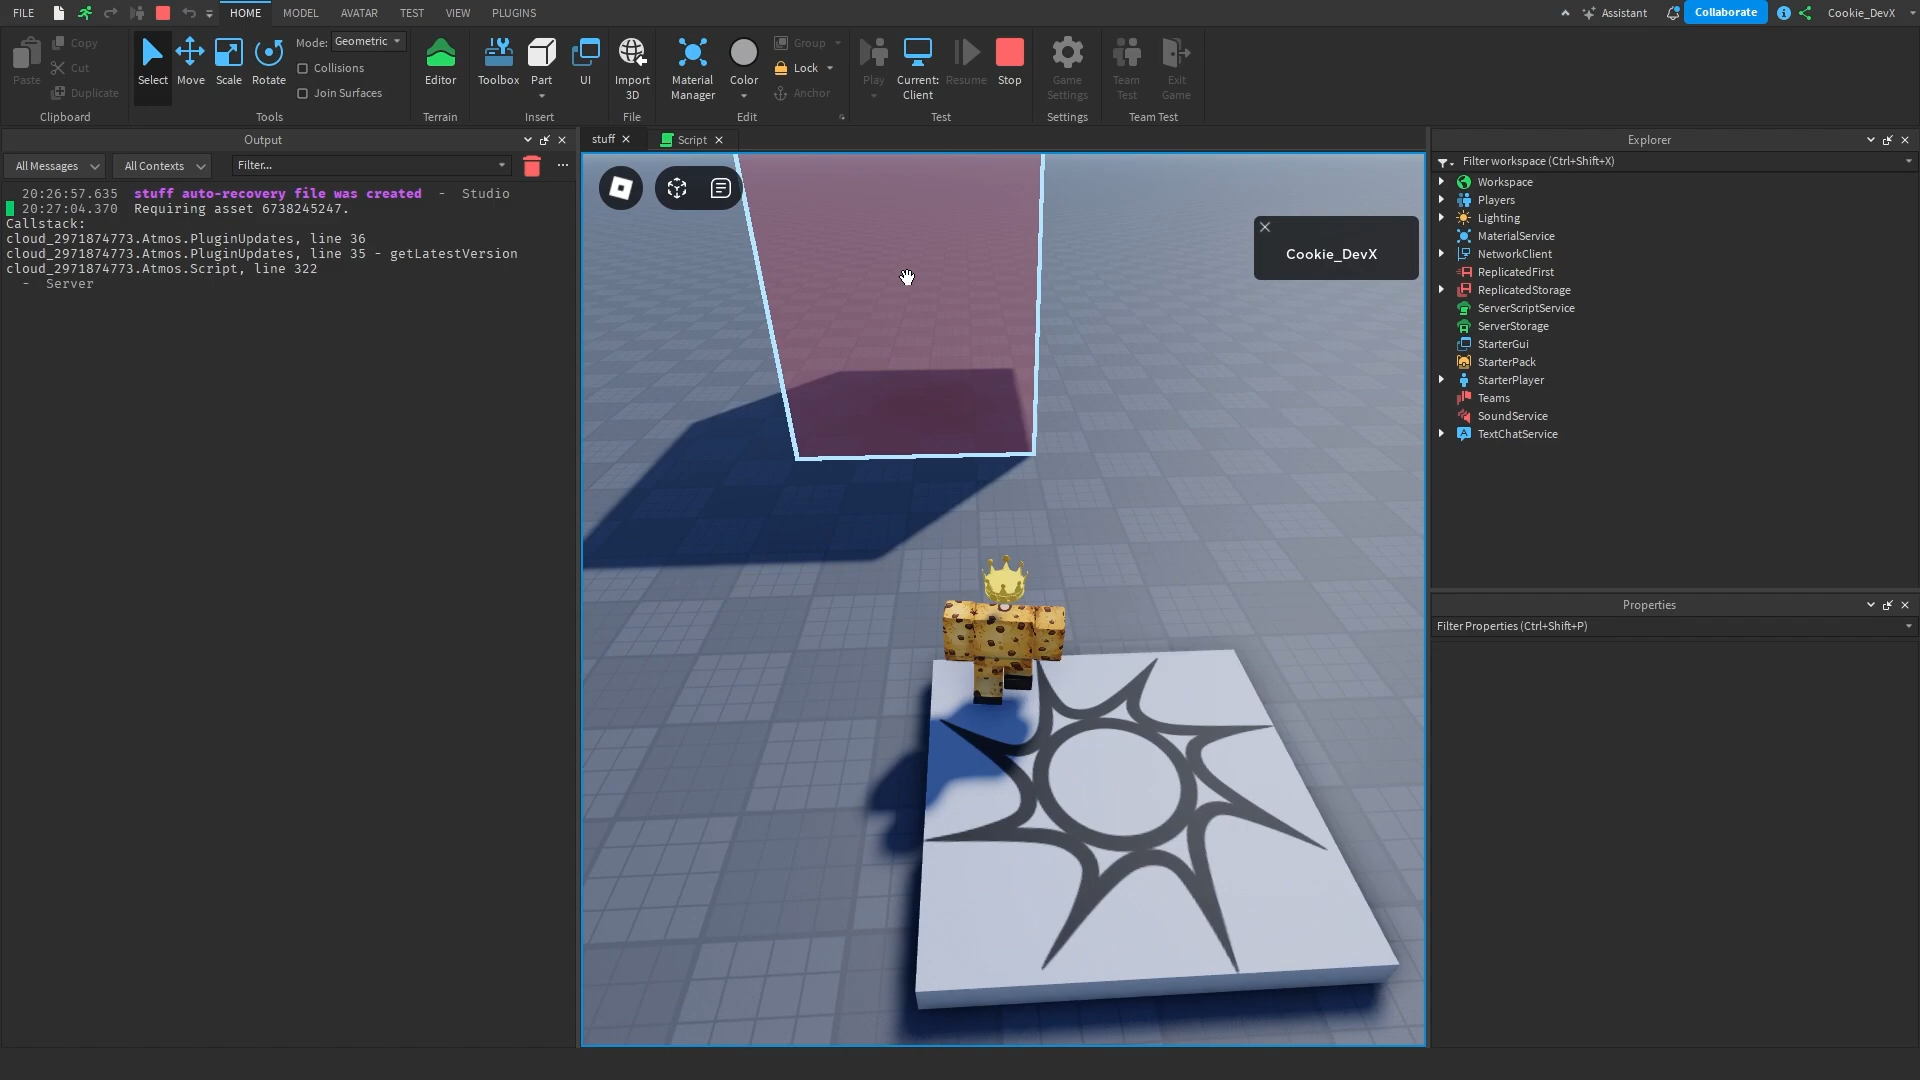 FILE HOME MODEL AVATAR TEST VIEW PLUGINS Assistant Collaborate Cookie_DevX
Paste Copy Cut Duplicate Clipboard
Select Move Scale Rotate Mode: Geometric Collisions Join Surfaces Tools
Editor Terrain
Toolbox Part UI Insert
Import 3D File
Material Manager Color Group Lock Anchor Edit
Play Current: Client Resume Stop Test
Game Settings Settings
Team Test Exit Game Team Test
Output
All Messages All Contexts Filter...
20:26:57.635 stuff auto-recovery file was created - Studio
20:27:04.370 Requiring asset 6738245247.
Callstack:
cloud_2971874773.Atmos.PluginUpdates, line 36
cloud_2971874773.Atmos.PluginUpdates, line 35 - getLatestVersion
cloud_2971874773.Atmos.Script, line 322
- Server
stuff Script
Cookie_DevX
Explorer
Filter workspace (Ctrl+Shift+X)
Workspace
Players
Lighting
MaterialService
NetworkClient
ReplicatedFirst
ReplicatedStorage
ServerScriptService
ServerStorage
StarterGui
StarterPack
StarterPlayer
Teams
SoundService
TextChatService
Properties
Filter Properties (Ctrl+Shift+P)